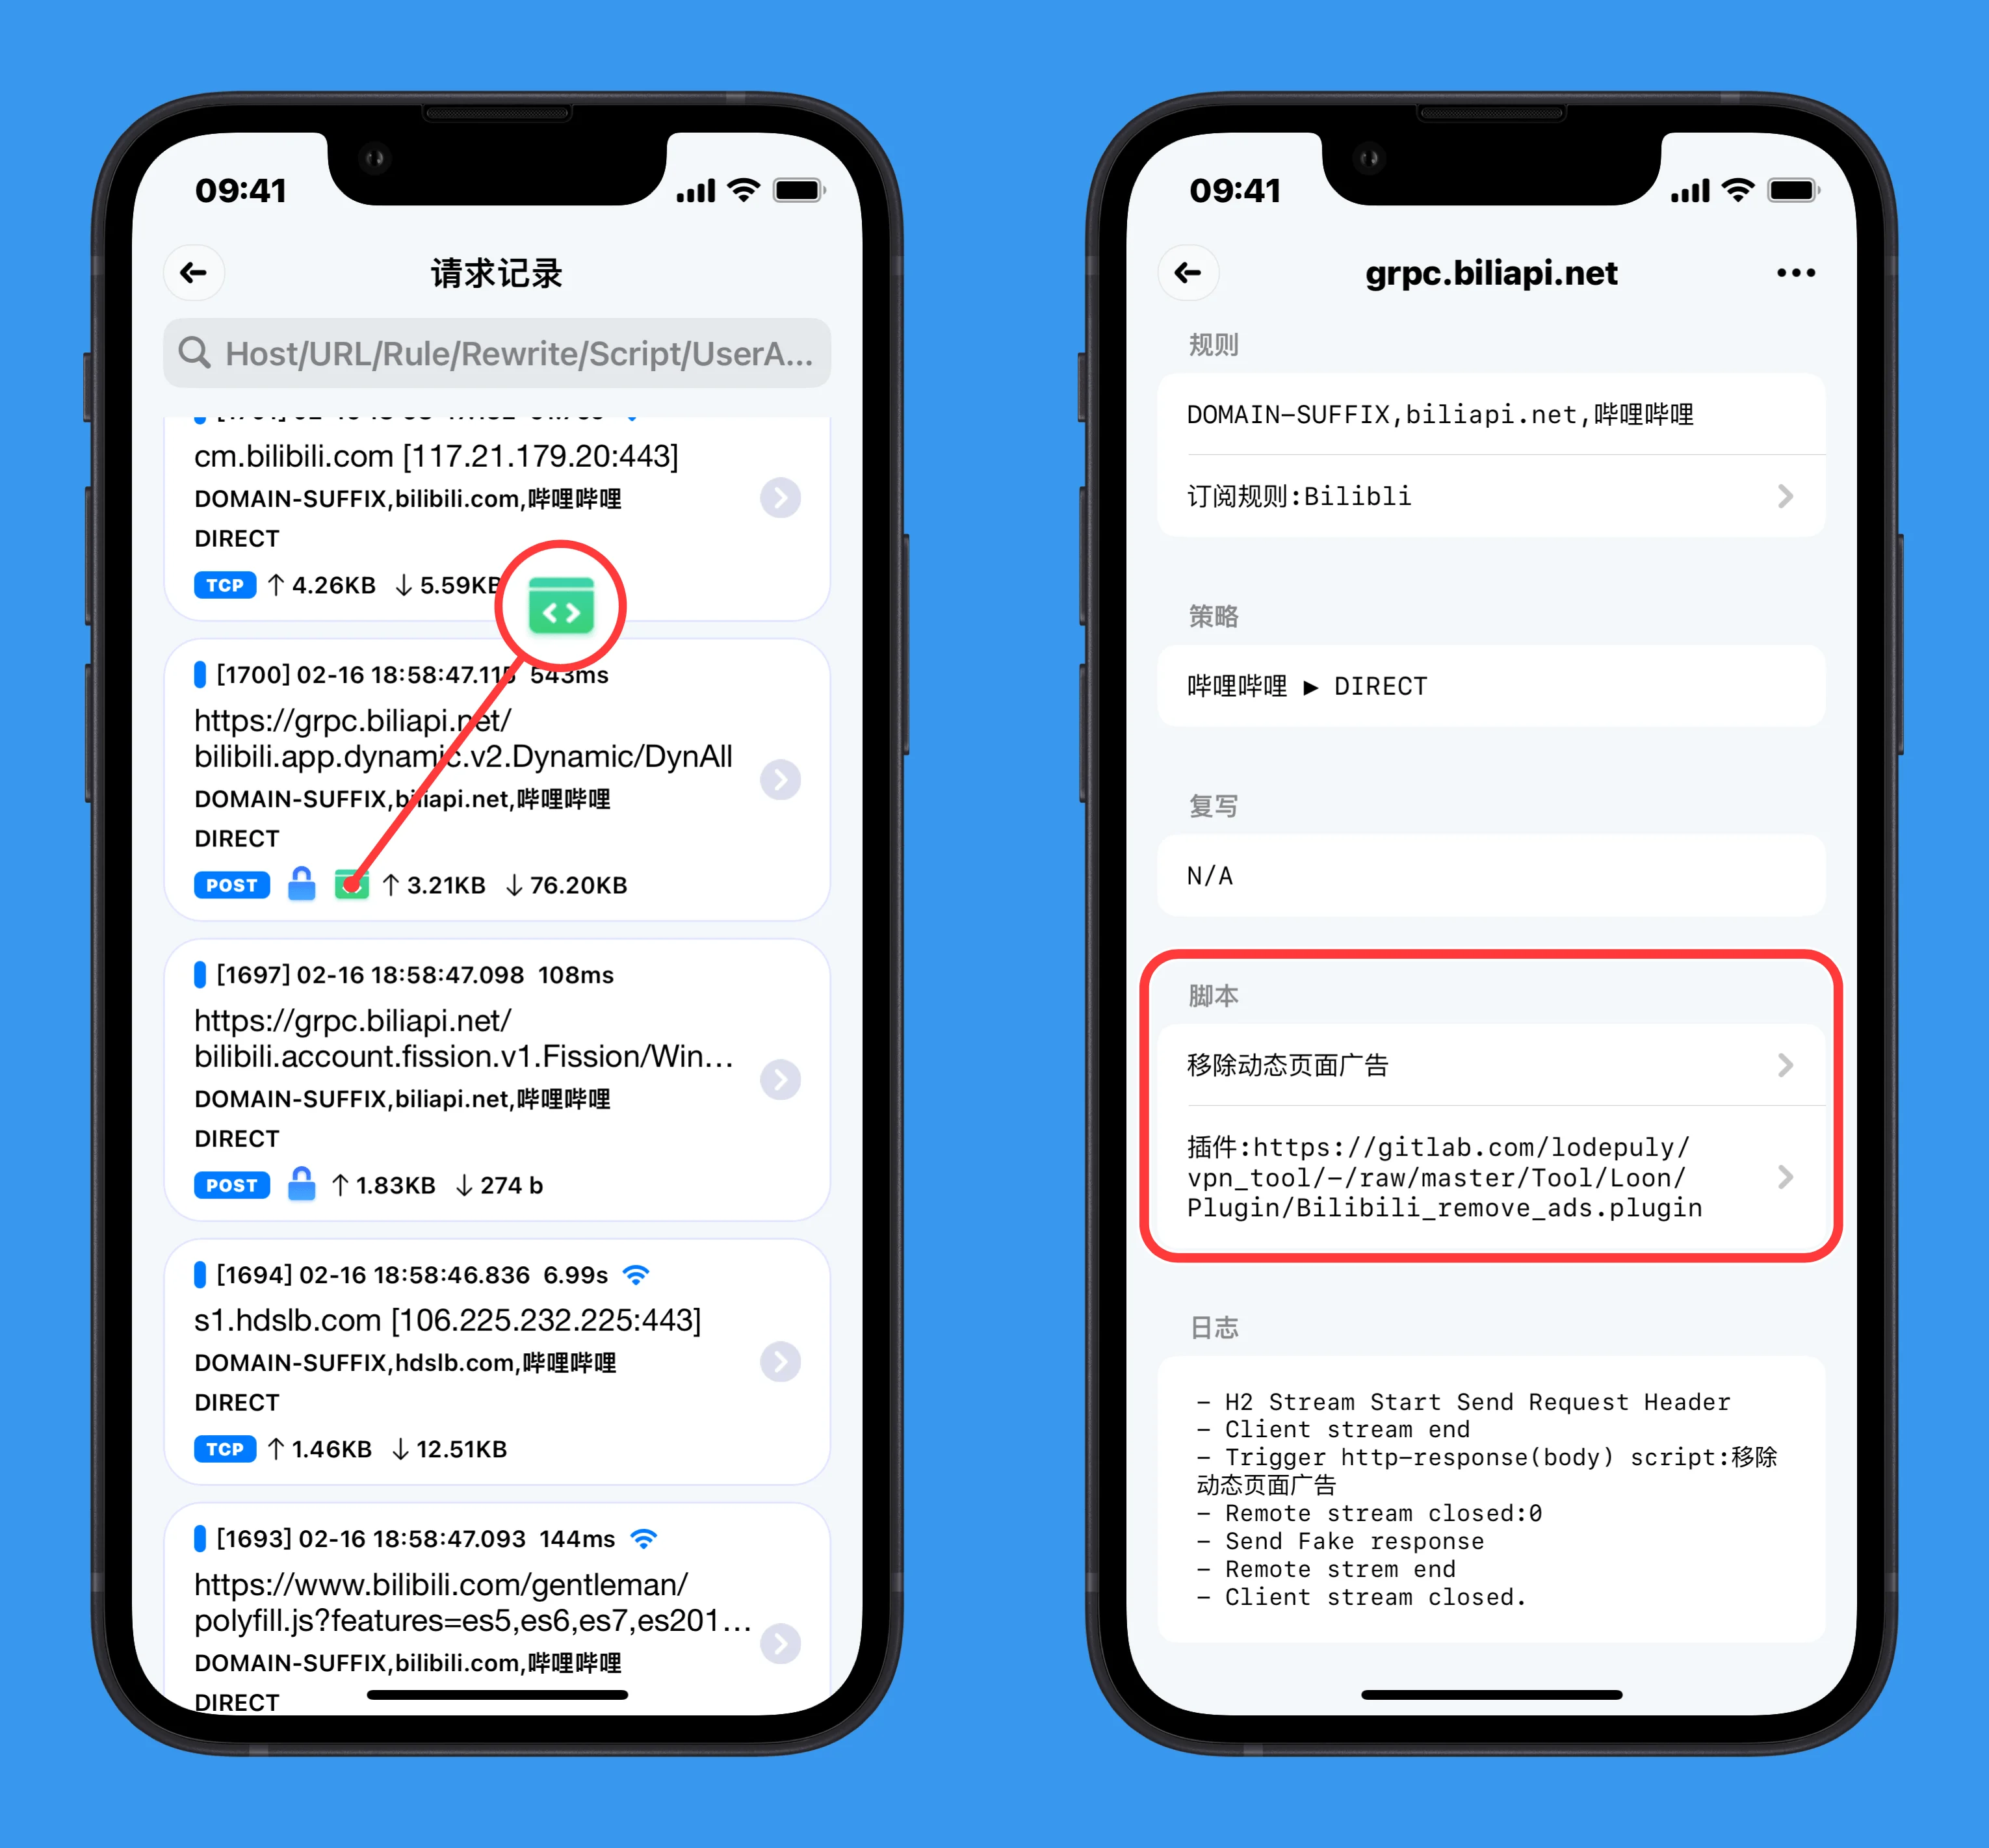 09:41
请求记录
Host/URL/Rule/Rewrite/Script/UserA...
cm.bilibili.com [117.21.179.20:443]
DOMAIN-SUFFIX,bilibili.com,哔哩哔哩
DIRECT
TCP ↑ 4.26KB ↓ 5.59KB
[1700] 02-16 18:58:47.115 543ms
https://grpc.biliapi.net/
bilibili.app.dynamic.v2.Dynamic/DynAll
DOMAIN-SUFFIX,biliapi.net,哔哩哔哩
DIRECT
POST ↑ 3.21KB ↓ 76.20KB
[1697] 02-16 18:58:47.098 108ms
https://grpc.biliapi.net/
bilibili.account.fission.v1.Fission/Win...
DOMAIN-SUFFIX,biliapi.net,哔哩哔哩
DIRECT
POST ↑ 1.83KB ↓ 274 b
[1694] 02-16 18:58:46.836 6.99s
s1.hdslb.com [106.225.232.225:443]
DOMAIN-SUFFIX,hdslb.com,哔哩哔哩
DIRECT
TCP ↑ 1.46KB ↓ 12.51KB
[1693] 02-16 18:58:47.093 144ms
https://www.bilibili.com/gentleman/
polyfill.js?features=es5,es6,es7,es201...
DOMAIN-SUFFIX,bilibili.com,哔哩哔哩
DIRECT
09:41
grpc.biliapi.net
规则
DOMAIN-SUFFIX,biliapi.net,哔哩哔哩
订阅规则:Bilibli
策略
哔哩哔哩 ▶ DIRECT
复写
N/A
脚本
移除动态页面广告
插件:https://gitlab.com/lodepuly/
vpn_tool/-/raw/master/Tool/Loon/
Plugin/Bilibili_remove_ads.plugin
日志
- H2 Stream Start Send Request Header
- Client stream end
- Trigger http-response(body) script:移除
动态页面广告
- Remote stream closed:0
- Send Fake response
- Remote strem end
- Client stream closed.